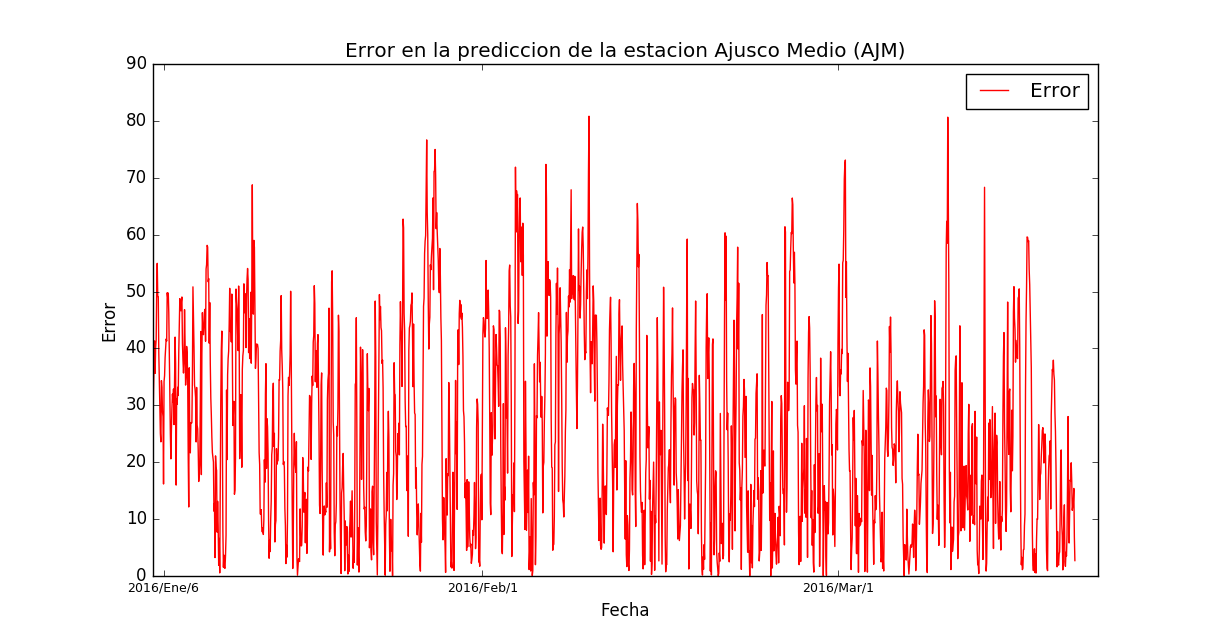 Error en la prediccion de la estacion Ajusco Medio (AJM)
Error
90
80
70
60
50
40
30
20
10
0
Error
2016/Ene/6
2016/Feb/1
2016/Mar/1
Fecha